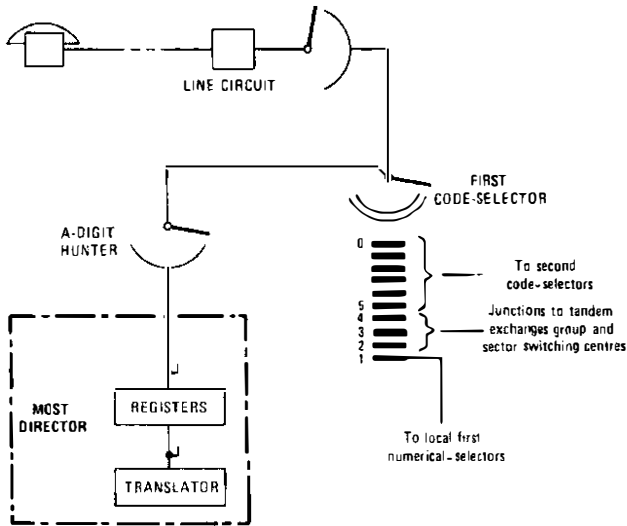 LINE CIRCUIT
FIRST
CODE-SELECTOR
A-DIGIT
HUNTER
0
5
4
3
2
1
To second
code-selectors
Junctions to tandem
exchanges group and
sector switching centres
To local first
numerical-selectors
MOST
DIRECTOR
REGISTERS
TRANSLATOR